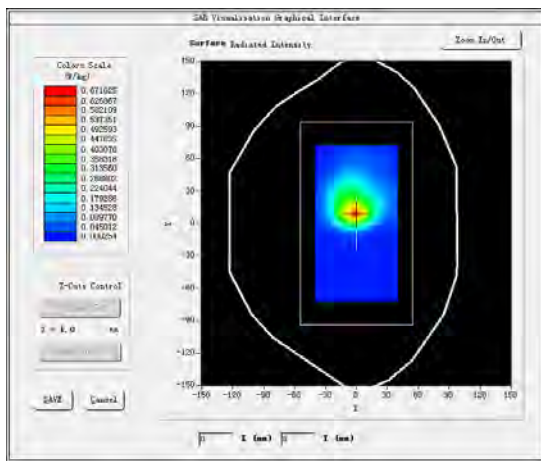 SAR Visualisation Graphical Interface
Surface Radiated Intensity
Zoom In/Out
Colors Scale
(W/kg)
0.671625
0.626867
0.582109
0.537351
0.492593
0.447835
0.403076
0.358318
0.313560
0.268802
0.224044
0.179286
0.134528
0.089770
0.045012
0.000254
150
120
90
60
30
0
-30
-60
-90
-120
-150
Y
-150 -120 -90 -60 -30 0 30 60 90 120 150
X
Z-Cuts Control
mm
SAVE
Cancel
0 X (mm) 0 Y (mm)